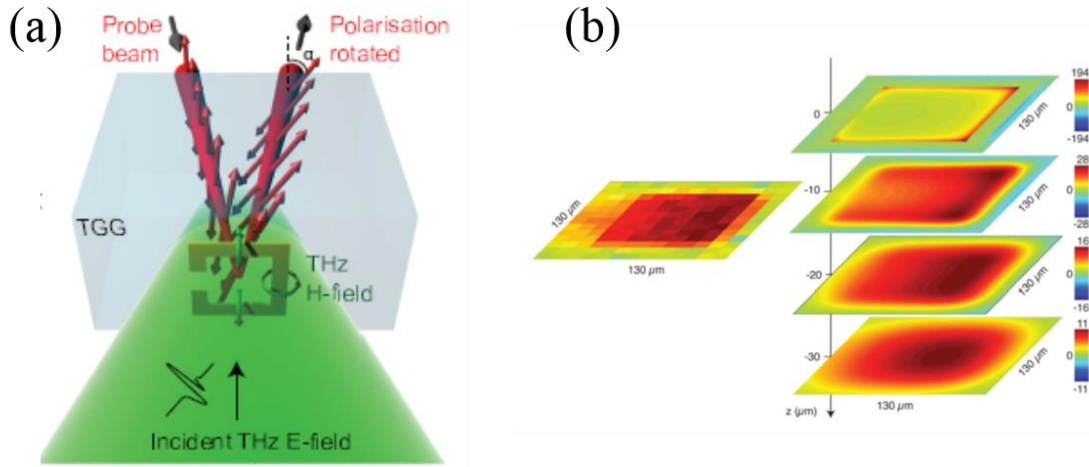 (a)
Probe
beam
Polarisation
rotated
α
TGG
THz
H-field
Incident THz E-field
(b)
130 µm
130 µm
0
-10
-20
-30
z (µm)
130 µm
130 µm
130 µm
130 µm
130 µm
194
0
-194
28
0
-28
16
0
-16
11
0
-11